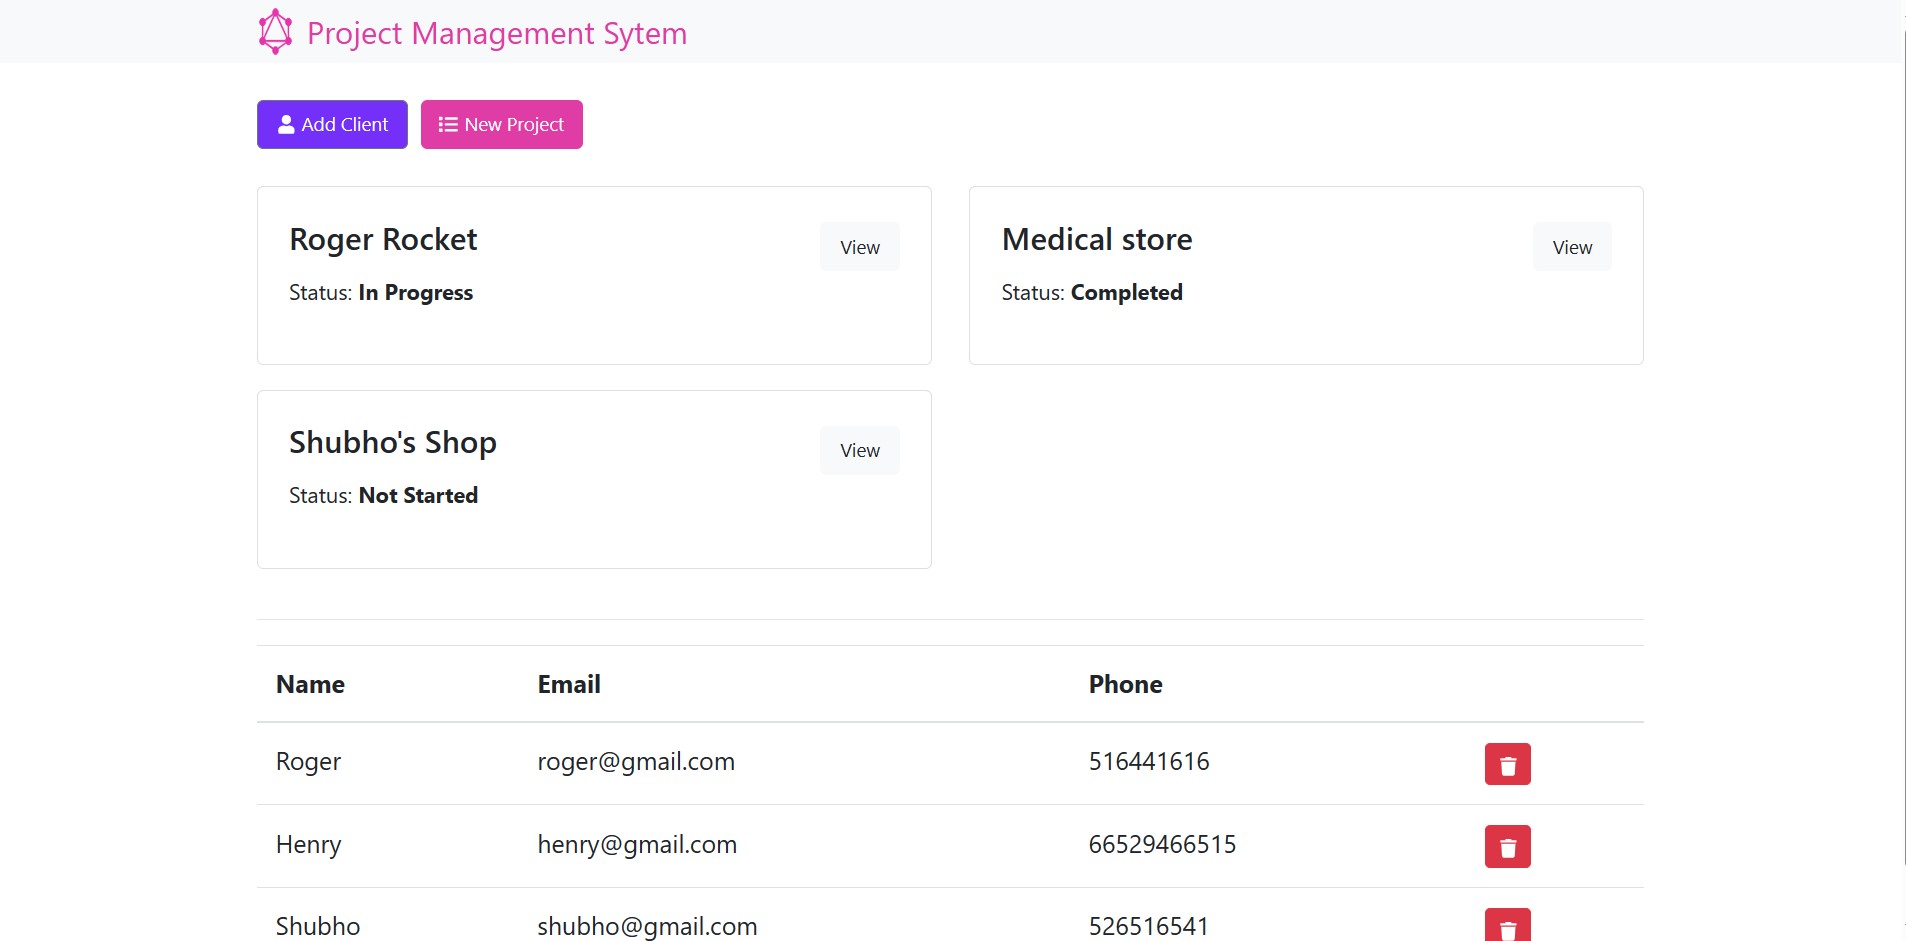 Project Management Sytem
Add Client New Project
Roger Rocket View
Status: In Progress
Medical store View
Status: Completed
Shubho's Shop View
Status: Not Started
Name Email Phone
Roger roger@gmail.com 516441616
Henry henry@gmail.com 66529466515
Shubho shubho@gmail.com 526516541